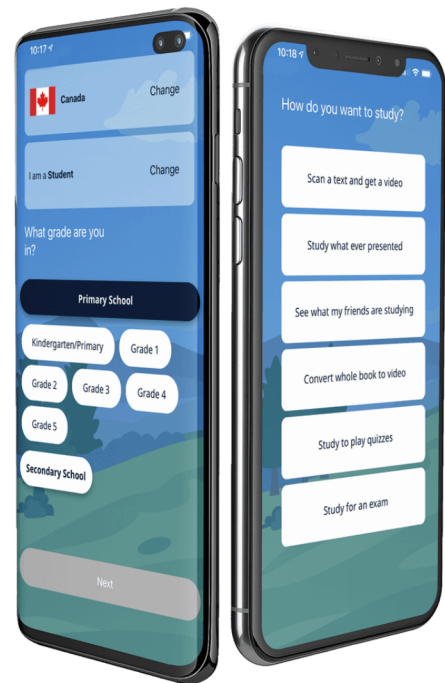 10:17
Canada
Change
I am a Student
Change
What grade are you
in?
Primary School
Kindergarten/Primary
Grade 1
Grade 2
Grade 3
Grade 4
Grade 5
Secondary School
Next
10:18
How do you want to study?
Scan a text and get a video
Study what ever presented
See what my friends are studying
Convert whole book to video
Study to play quizzes
Study for an exam